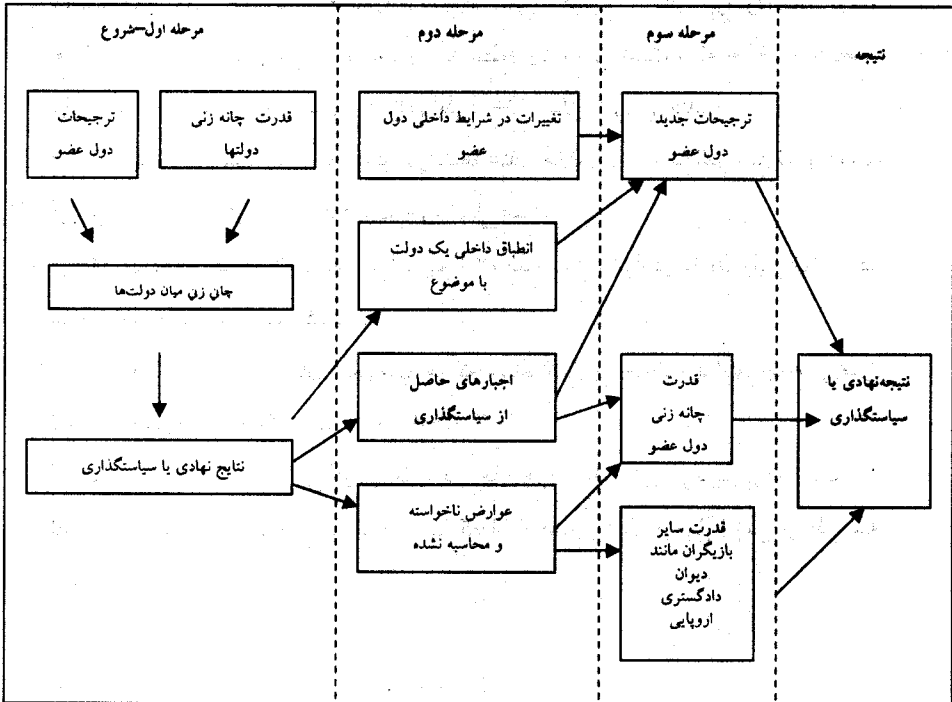 مرحله اول–شروع
ترجیحات
دول عضو
قدرت چانه زنی
دولتها
چانِ زنِ میان دولت‌ها
نتایج نهادی یا سیاستگذاری
مرحله دوم
تغییرات در شرایط داخلی دول
عضو
انطباق داخلی یک دولت
با موضوع
اجبارهای حاصل
از سیاستگذاری
عوارض ناخواسته
و محاسبه نشده
مرحله سوم
ترجیحات جدید
دول عضو
قدرت
چانه زنی
دول عضو
قدرت سایر
بازیگران مانند
دیوان
دادگستری
اروپایی
نتیجه
نتیجه‌نهادی یا
سیاستگذاری